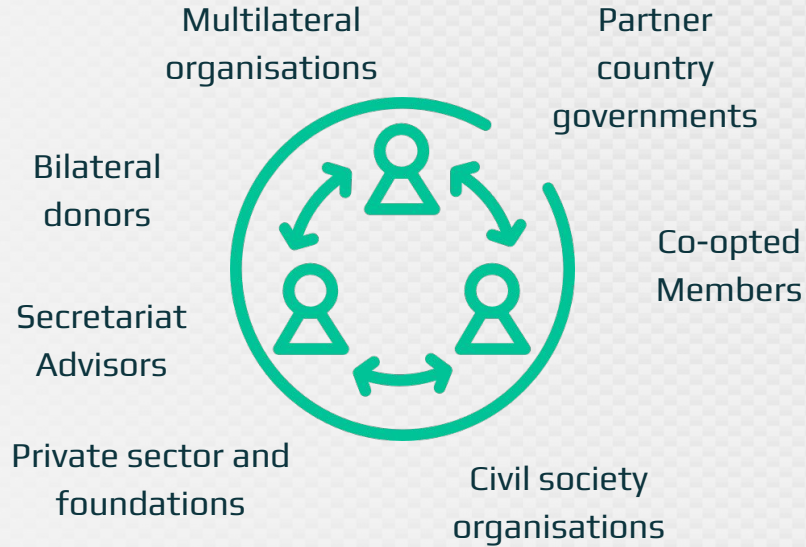 Multilateral
organisations
Partner
country
governments
Bilateral
donors
Co-opted
Members
Secretariat
Advisors
Private sector and
foundations
Civil society
organisations